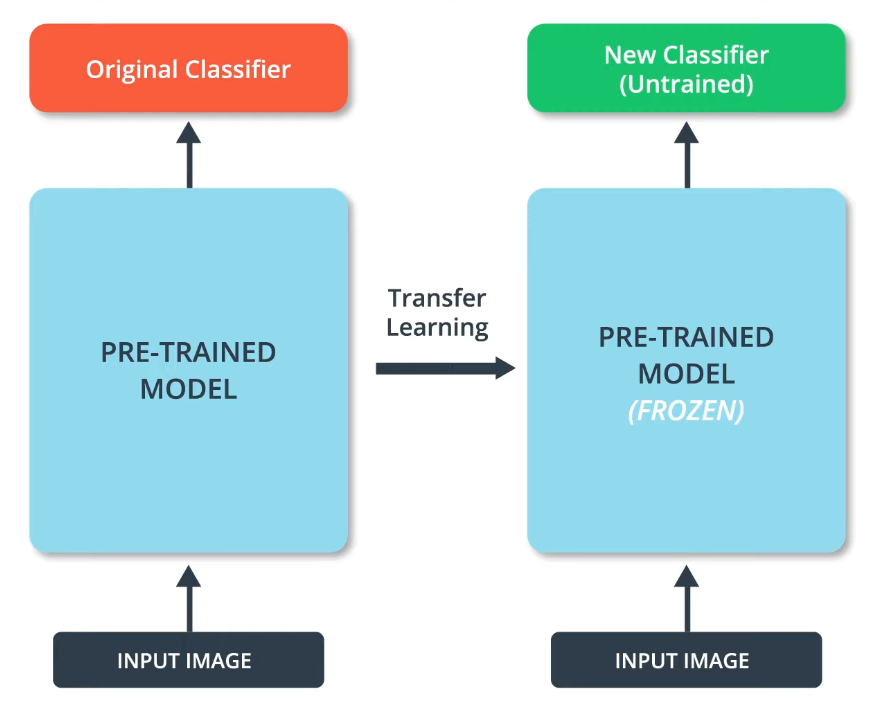 Original Classifier
New Classifier
(Untrained)
PRE-TRAINED
MODEL
Transfer
Learning
PRE-TRAINED
MODEL
(FROZEN)
INPUT IMAGE
INPUT IMAGE